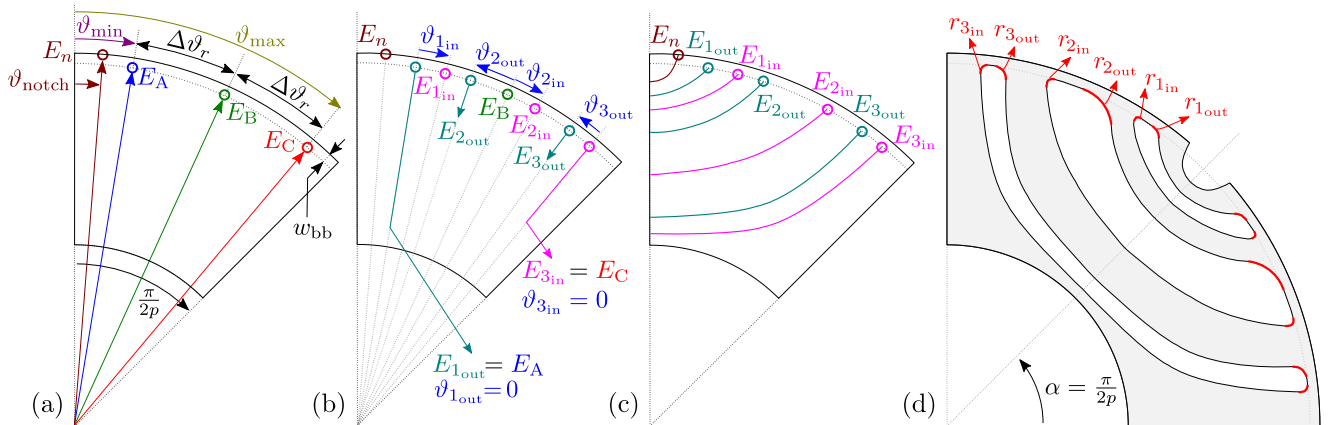 ϑmin
Δϑr
ϑmax
En
EA
Δϑr
ϑnotch
EB
EC
wbb
π/2p
(a)
En
ϑ1in
ϑ2out
ϑ2in
E1in
EB
ϑ3out
E2out
E2in
E3out
E3in = EC
ϑ3in = 0
E1out = EA
ϑ1out = 0
(b)
En
E1out
E1in
E2in
E2out
E3out
E3in
(c)
r3in
r3out
r2in
r2out
r1in
r1out
α = π/2p
(d)